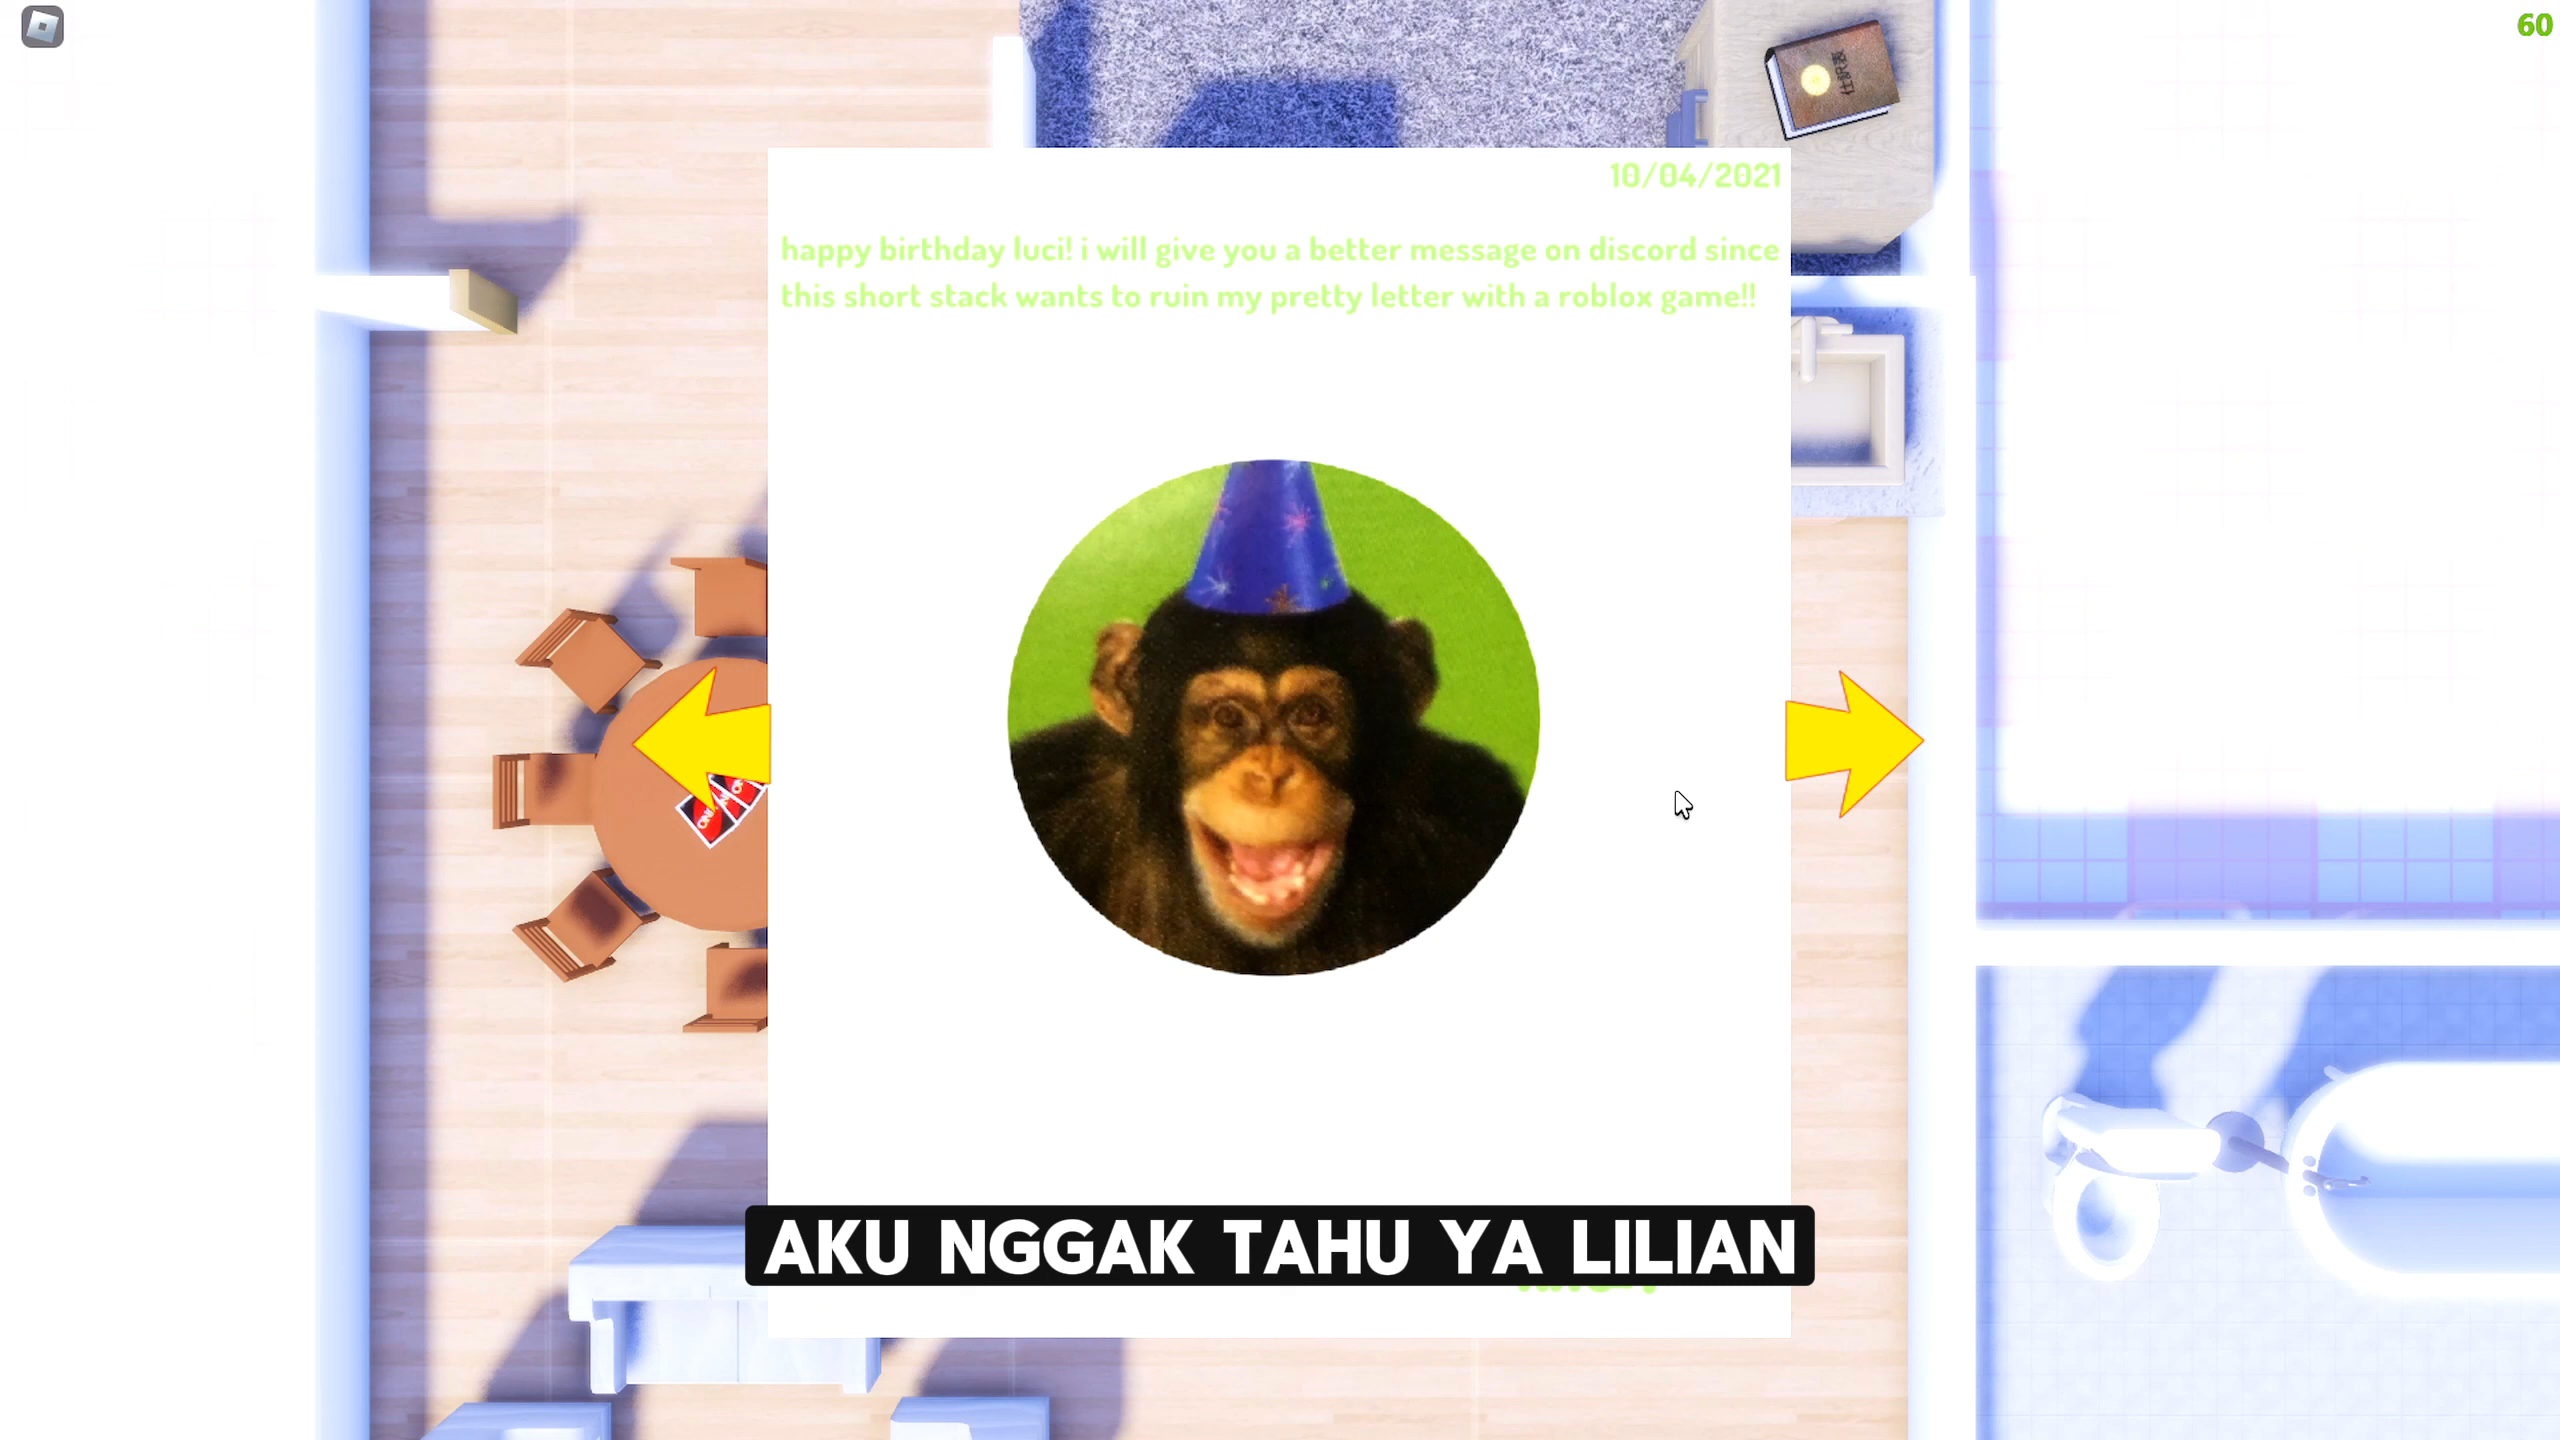 60
10/04/2021
happy birthday luci! i will give you a better message on discord since
this short stack wants to ruin my pretty letter with a roblox game!!
AKU NGGAK TAHU YA LILIAN